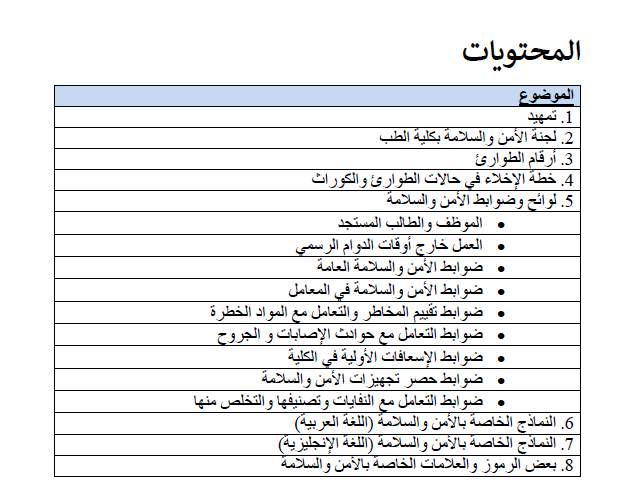 المحتويات
الموضوع
1. تمهيد
2. لجنة الأمن والسلامة بكلية الطب
3. أرقام الطوارئ
4. خطة الإخلاء في حالات الطوارئ والكوراث
5. لوائح وضوابط الأمن والسلامة
• الموظف والطالب المستجد
• العمل خارج أوقات الدوام الرسمي
• ضوابط الأمن والسلامة العامة
• ضوابط الأمن والسلامة في المعامل
• ضوابط تقييم المخاطر والتعامل مع المواد الخطرة
• ضوابط التعامل مع حوادث الإصابات و الجروح
• ضوابط الإسعافات الأولية في الكلية
• ضوابط حصر تجهيزات الأمن والسلامة
• ضوابط التعامل مع النفايات وتصنيفها والتخلص منها
6. النماذج الخاصة بالأمن والسلامة (اللغة العربية)
7. النماذج الخاصة بالأمن والسلامة (اللغة الإنجليزية)
8. بعض الرموز والعلامات الخاصة بالأمن والسلامة